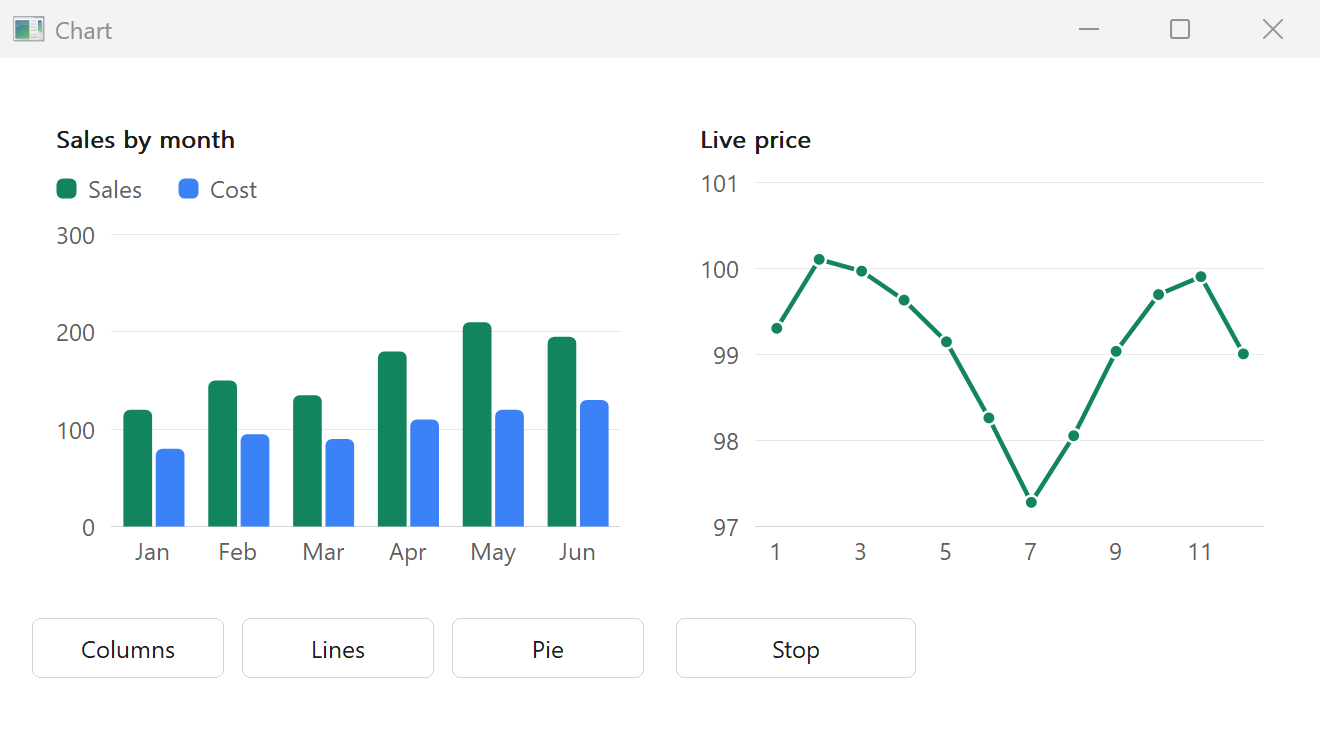 Chart
Sales by month
Sales Cost
300
200
100
0
Jan Feb Mar Apr May Jun
Live price
101
100
99
98
97
1 3 5 7 9 11
Columns Lines Pie Stop